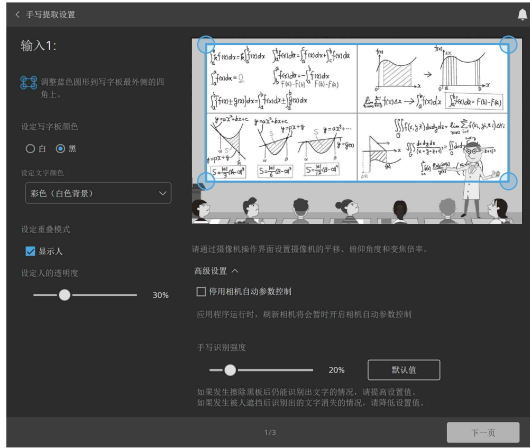 手写提取设置
输入1:
调整蓝色圆形到写字板最外侧的四
角上。
设定写字板颜色
白
黑
设定文字颜色
彩色（白色背景）
设定重叠模式
显示人
设定人的透明度
30%
请通过摄像机操作界面设置摄像机的平移、俯仰角度和变焦倍率。
高级设置
停用相机自动参数控制
应用程序运行时，刷新相机将会暂时开启相机自动参数控制
手写识别强度
20%
默认值
如果发生擦除黑板后仍能识别出文字的情况，请提高设置值。
如果发生被人遮挡后识别出的文字消失的情况，请降低设置值。
1/3
下一页